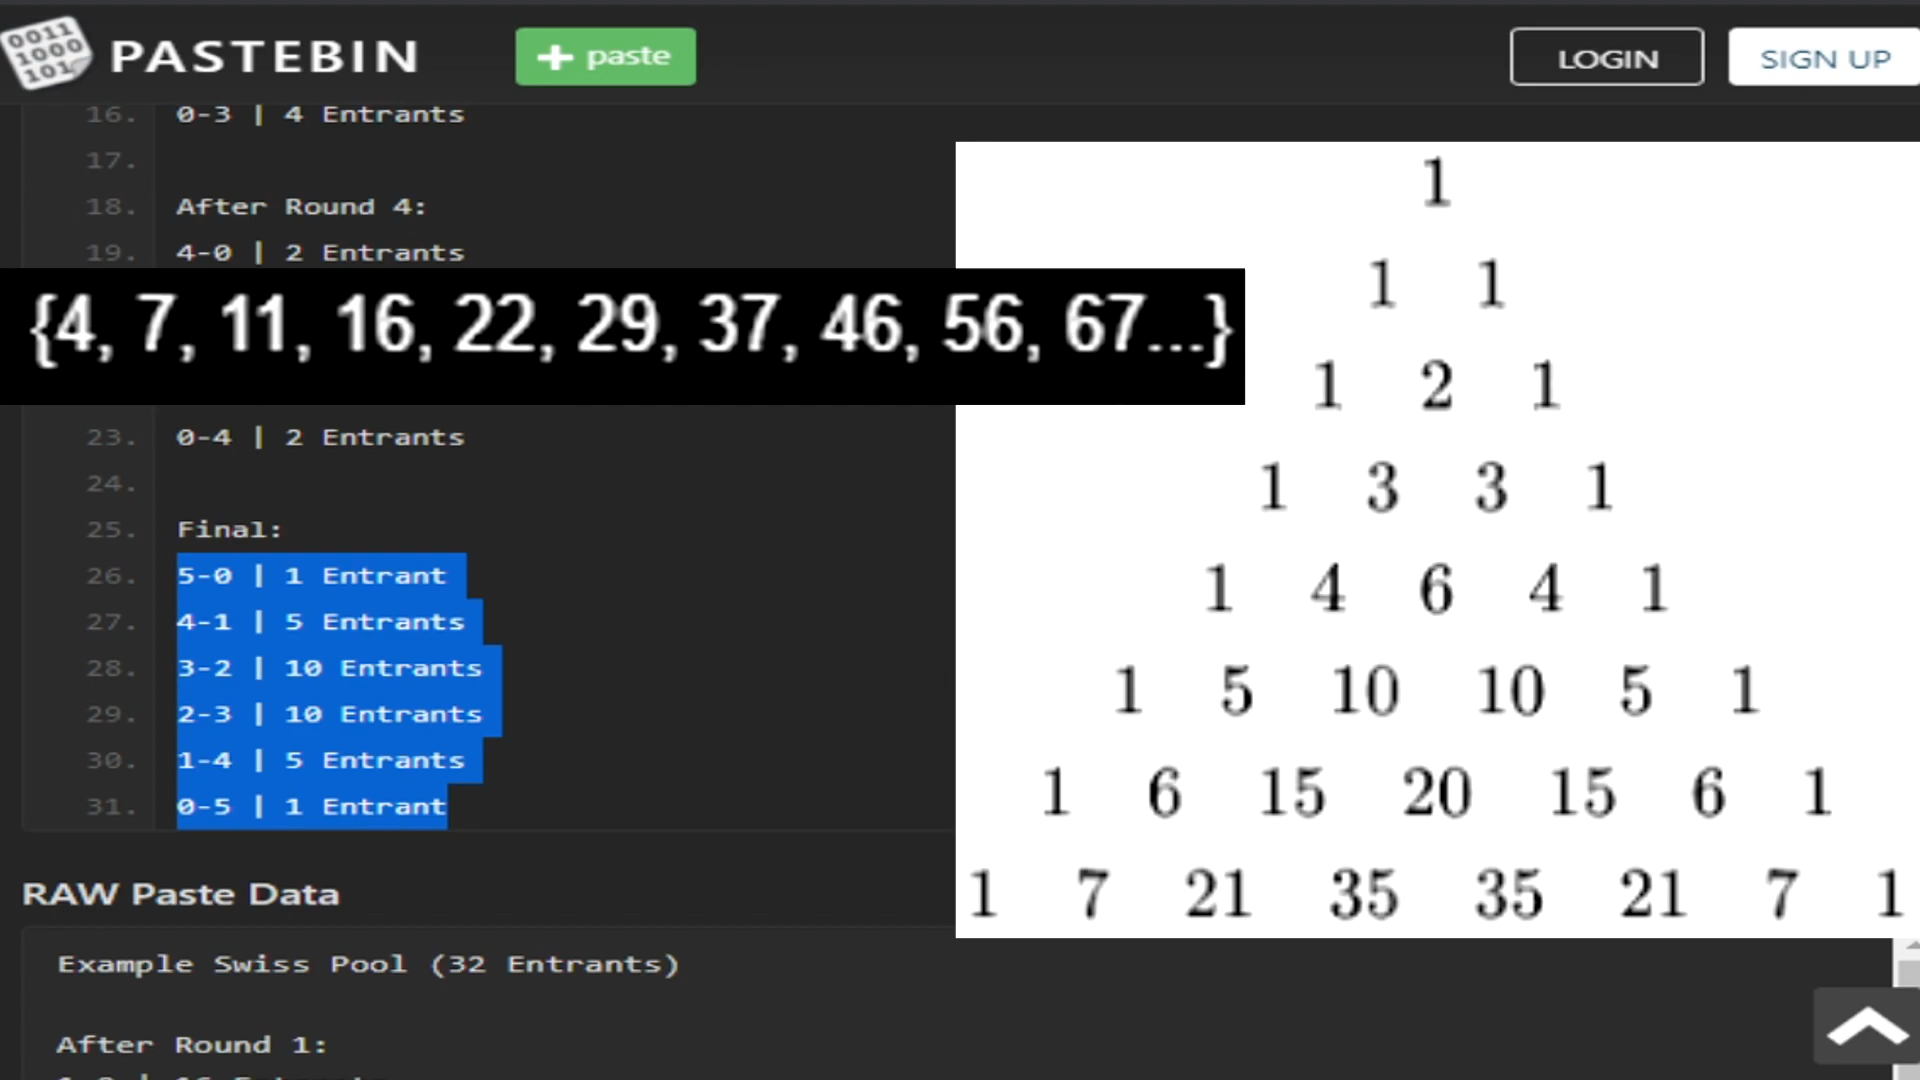 0011
1000
101
PASTEBIN
paste
LOGIN
SIGN UP
16. 0-3 | 4 Entrants
17.
18. After Round 4:
19. 4-0 | 2 Entrants
{4, 7, 11, 16, 22, 29, 37, 46, 56, 67...}
23. 0-4 | 2 Entrants
24.
25. Final:
26. 5-0 | 1 Entrant
27. 4-1 | 5 Entrants
28. 3-2 | 10 Entrants
29. 2-3 | 10 Entrants
30. 1-4 | 5 Entrants
31. 0-5 | 1 Entrant
RAW Paste Data
Example Swiss Pool (32 Entrants)
After Round 1:
1
1 1
1 2 1
1 3 3 1
1 4 6 4 1
1 5 10 10 5 1
1 6 15 20 15 6 1
1 7 21 35 35 21 7 1